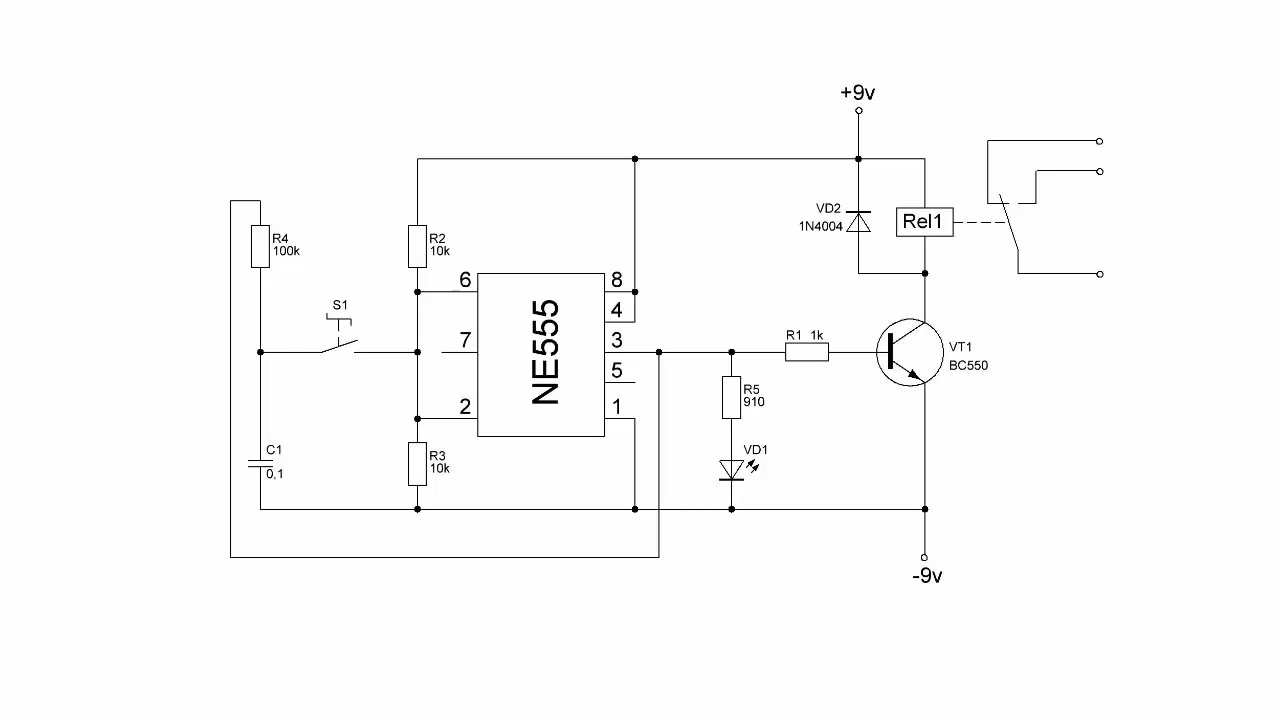 +9v
VD2
1N4004
Rel1
R4
100k
R2
10k
S1
6
8
4
7
3
5
2
1
NE555
R1 1k
VT1
BC550
R5
910
C1
0,1
R3
10k
VD1
-9v